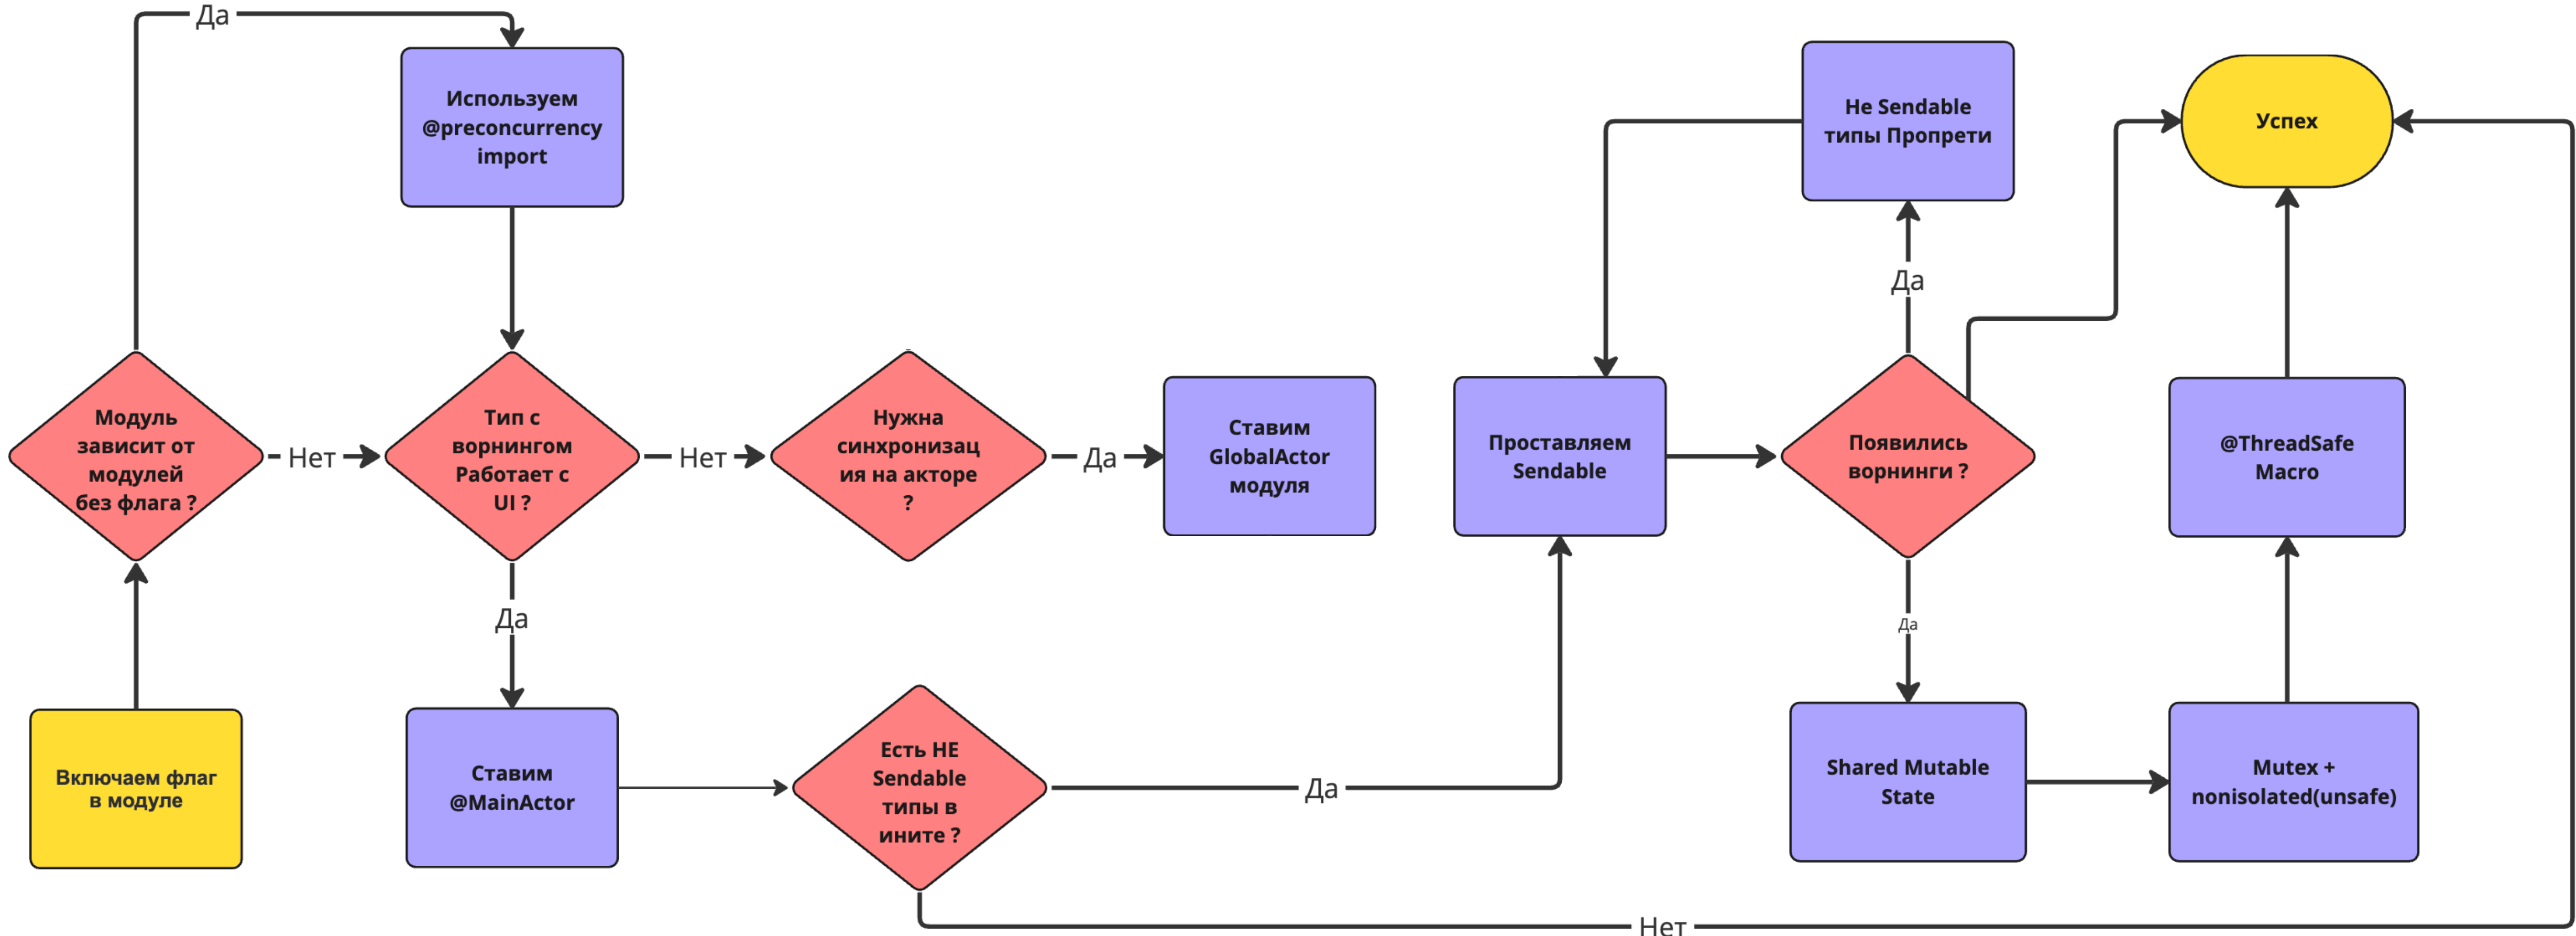 Да
Используем
@preconcurrency
import
Не Sendable
типы Пропрети
Успех
Да
Модуль
зависит от
модулей
без флага ?
Нет
Тип с
ворнингом
Работает с
UI ?
Нет
Нужна
синхронизац
ия на акторе
?
Да
Ставим
GlobalActor
модуля
Проставляем
Sendable
Появились
ворнинги ?
@ThreadSafe
Macro
Да
Да
Включаем флаг
в модуле
Ставим
@MainActor
Есть НЕ
Sendable
типы в
ините ?
Да
Shared Mutable
State
Mutex +
nonisolated(unsafe)
Нет